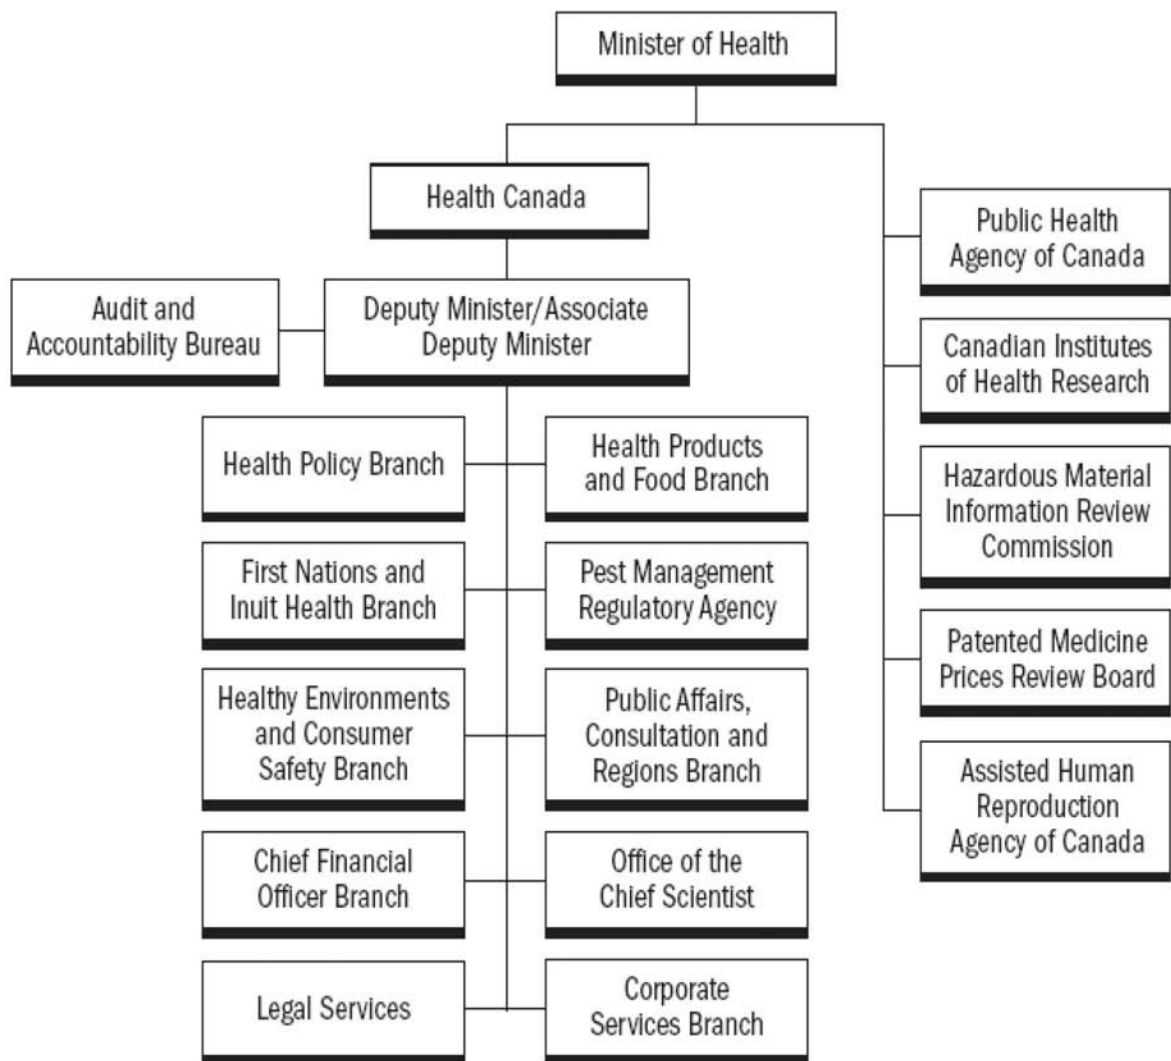 Minister of Health
Health Canada
Public Health
Agency of Canada
Audit and
Accountability Bureau
Deputy Minister/Associate
Deputy Minister
Canadian Institutes
of Health Research
Health Policy Branch
Health Products
and Food Branch
Hazardous Material
Information Review
Commission
First Nations and
Inuit Health Branch
Pest Management
Regulatory Agency
Patented Medicine
Prices Review Board
Healthy Environments
and Consumer
Safety Branch
Public Affairs,
Consultation and
Regions Branch
Assisted Human
Reproduction
Agency of Canada
Chief Financial
Officer Branch
Office of the
Chief Scientist
Legal Services
Corporate
Services Branch